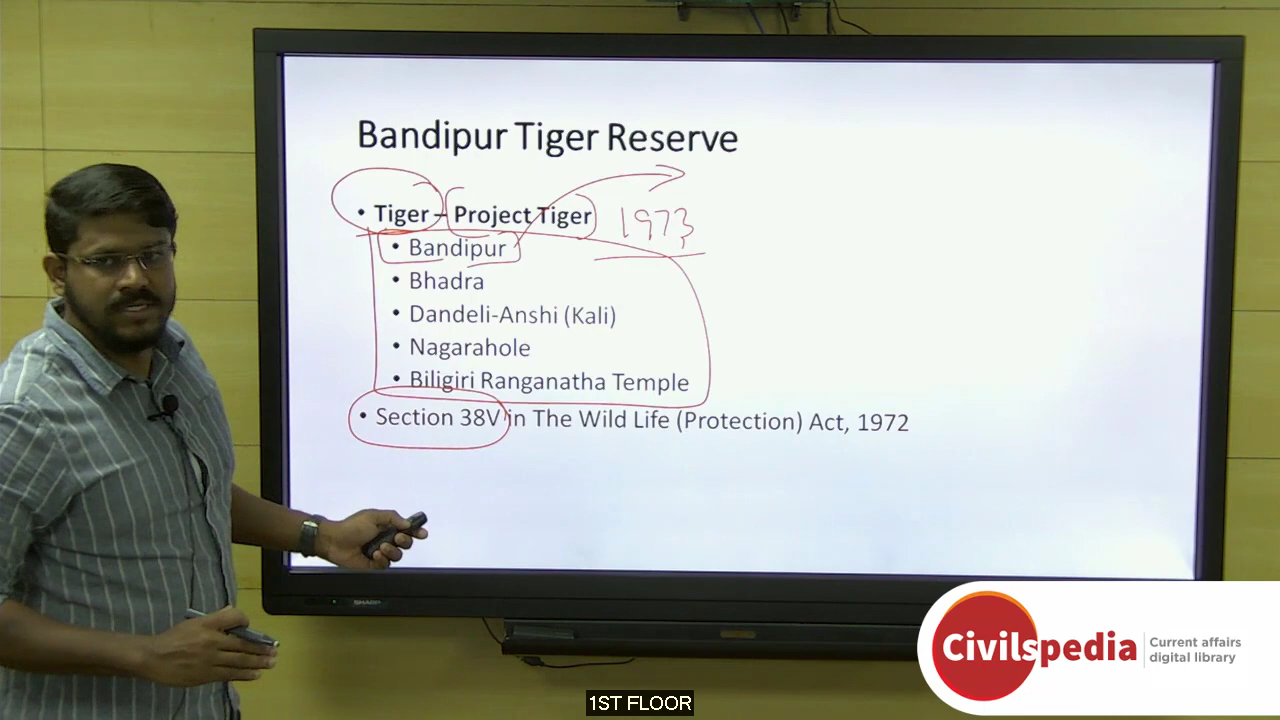 Bandipur Tiger Reserve
• Tiger – Project Tiger 1973
• Bandipur
• Bhadra
• Dandeli-Anshi (Kali)
• Nagarahole
• Biligiri Ranganatha Temple
• Section 38V in The Wild Life (Protection) Act, 1972
SHARP
Civilspedia
Current affairs
digital library
1ST FLOOR